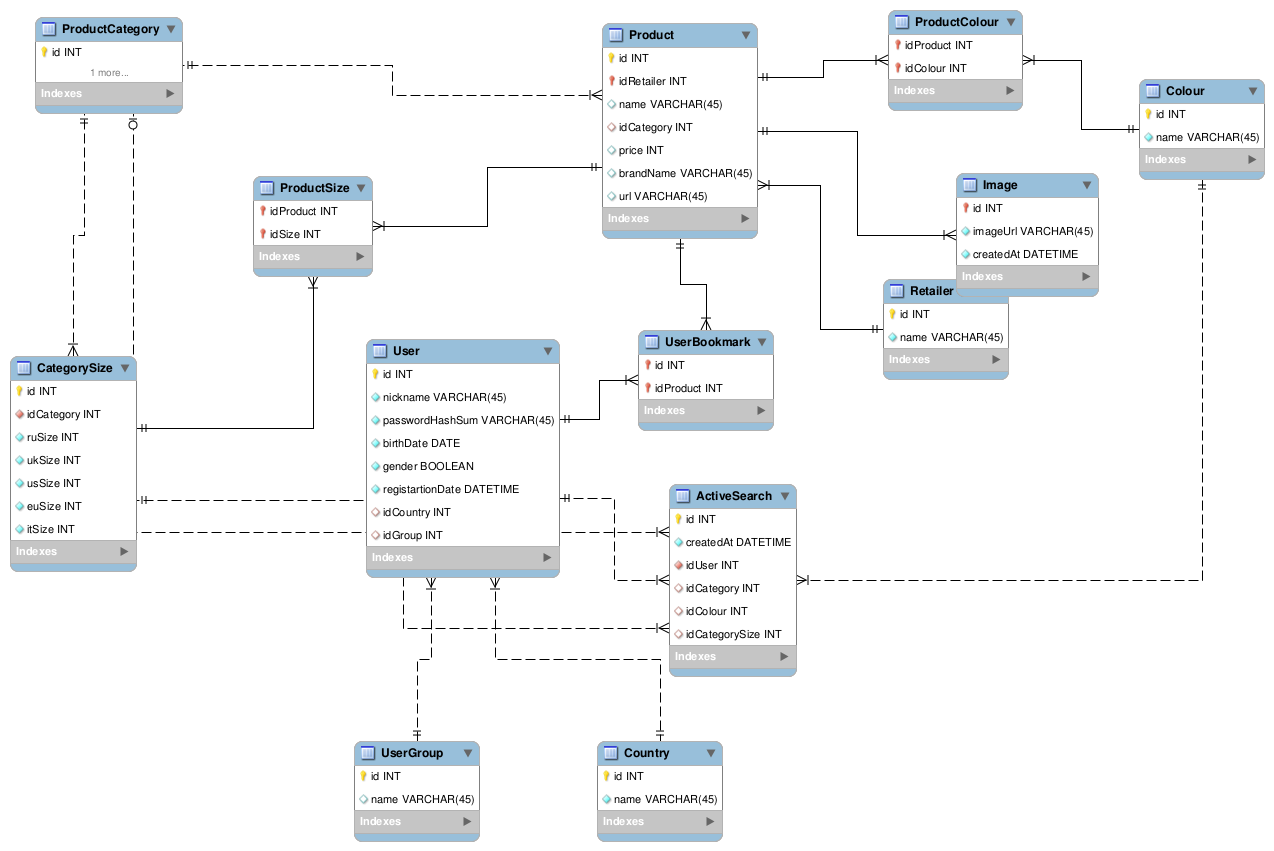 ProductCategory
id INT
1 more...
Indexes
Product
id INT
idRetailer INT
name VARCHAR(45)
idCategory INT
price INT
brandName VARCHAR(45)
url VARCHAR(45)
Indexes
ProductColour
idProduct INT
idColour INT
Indexes
Colour
id INT
name VARCHAR(45)
Indexes
ProductSize
idProduct INT
idSize INT
Indexes
Image
id INT
imageUrl VARCHAR(45)
createdAt DATETIME
Indexes
Retailer
id INT
name VARCHAR(45)
Indexes
CategorySize
id INT
idCategory INT
ruSize INT
ukSize INT
usSize INT
euSize INT
itSize INT
Indexes
User
id INT
nickname VARCHAR(45)
passwordHashSum VARCHAR(45)
birthDate DATE
gender BOOLEAN
registartionDate DATETIME
idCountry INT
idGroup INT
Indexes
UserBookmark
id INT
idProduct INT
Indexes
ActiveSearch
id INT
createdAt DATETIME
idUser INT
idCategory INT
idColour INT
idCategorySize INT
Indexes
UserGroup
id INT
name VARCHAR(45)
Indexes
Country
id INT
name VARCHAR(45)
Indexes